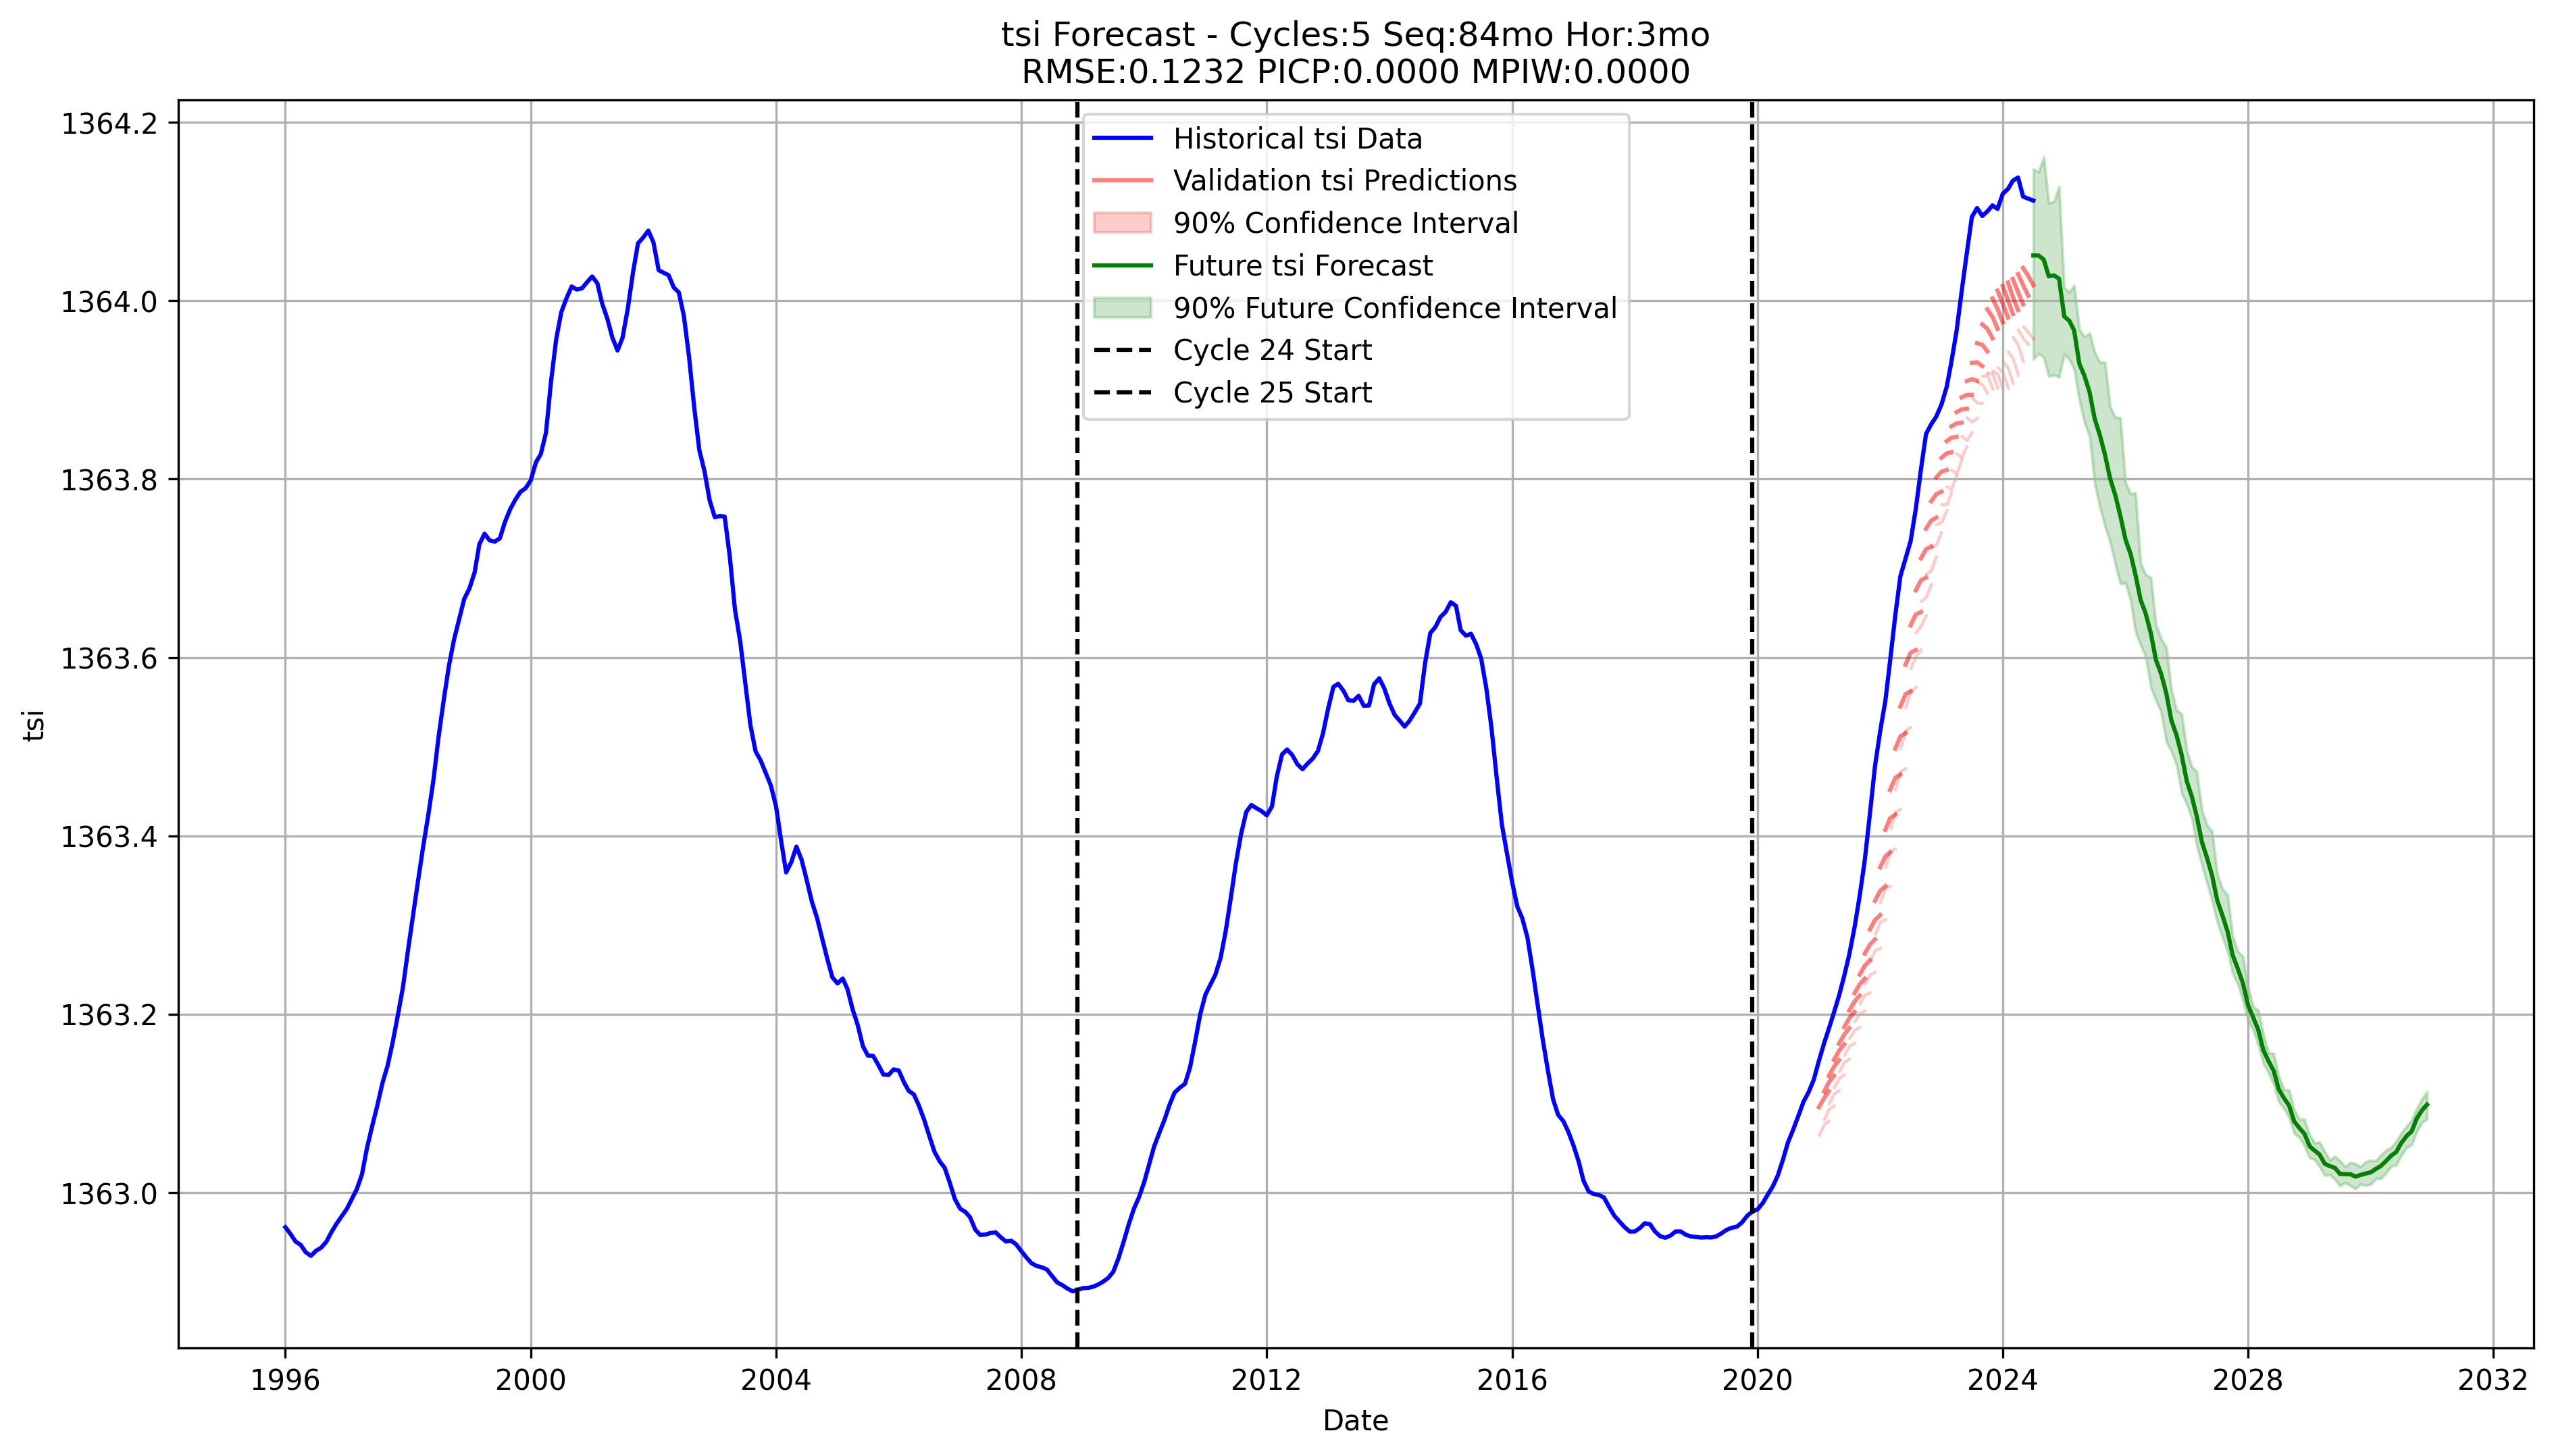 tsi Forecast - Cycles:5 Seq:84mo Hor:3mo
RMSE:0.1232 PICP:0.0000 MPIW:0.0000
1364.2
1364.0
1363.8
1363.6
1363.4
1363.2
1363.0
tsi
Historical tsi Data
Validation tsi Predictions
90% Confidence Interval
Future tsi Forecast
90% Future Confidence Interval
Cycle 24 Start
Cycle 25 Start
1996 2000 2004 2008 2012 2016 2020 2024 2028 2032
Date